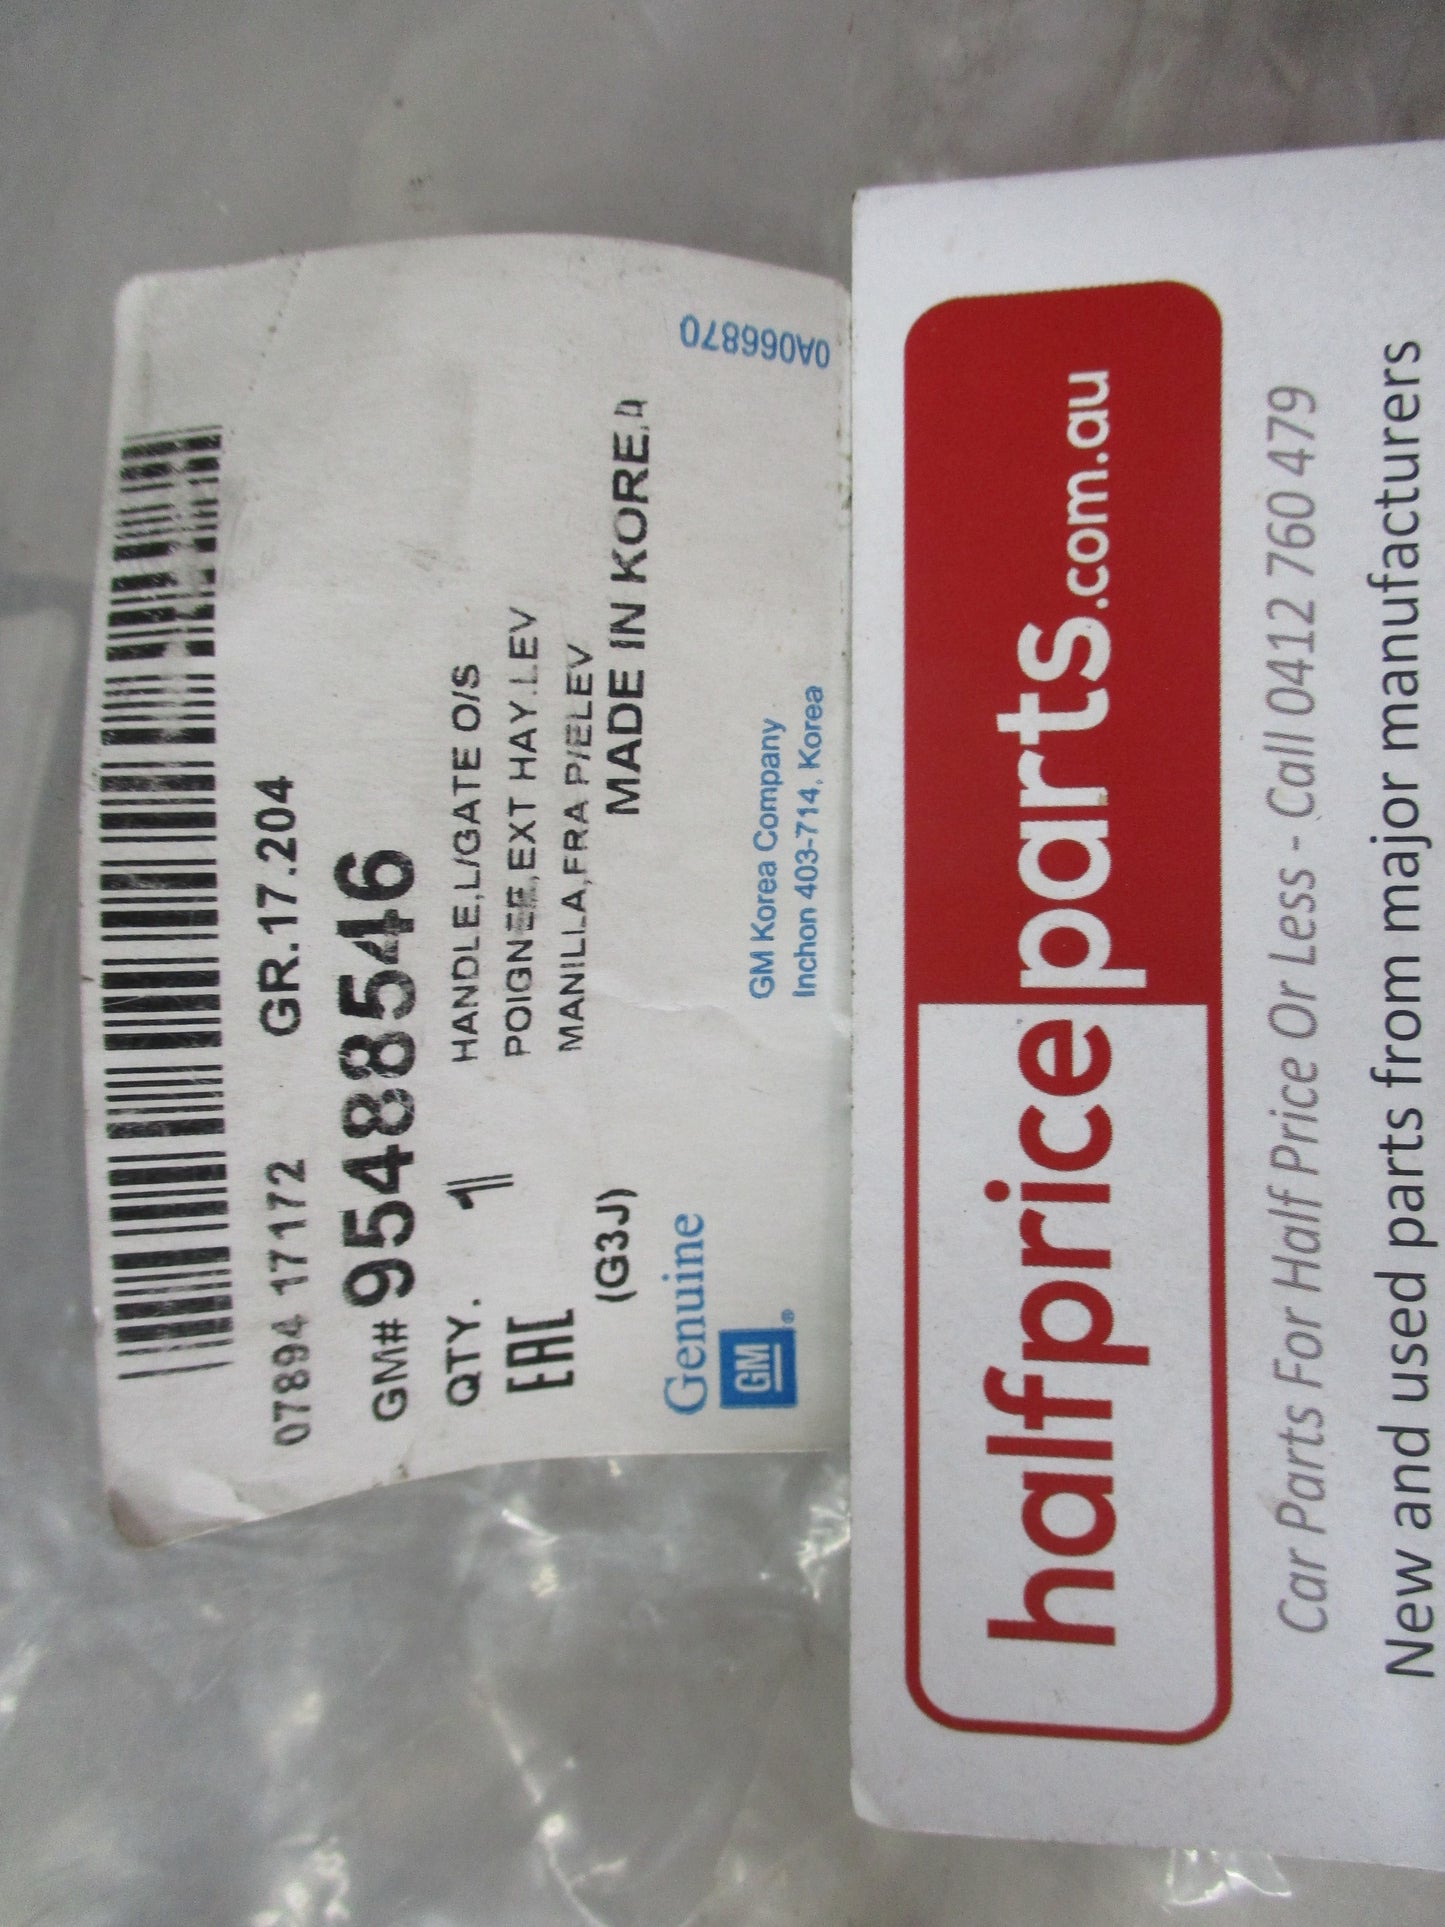 07894 17172 GR.17.204
GM# 95488546
QTY. 1
HANDLE,L/GATE O/S
POIGNEE,EXT HAY.LEV
MANILLA,FRA P/ELEV
EAC
MADE IN KOREA
(G3J)
Genuine
GM®
GM Korea Company
Inchon 403-714, Korea
0A066870
halfpriceparts.com.au
Car Parts For Half Price Or Less - Call 0412 760 479
New and used parts from major manufacturers